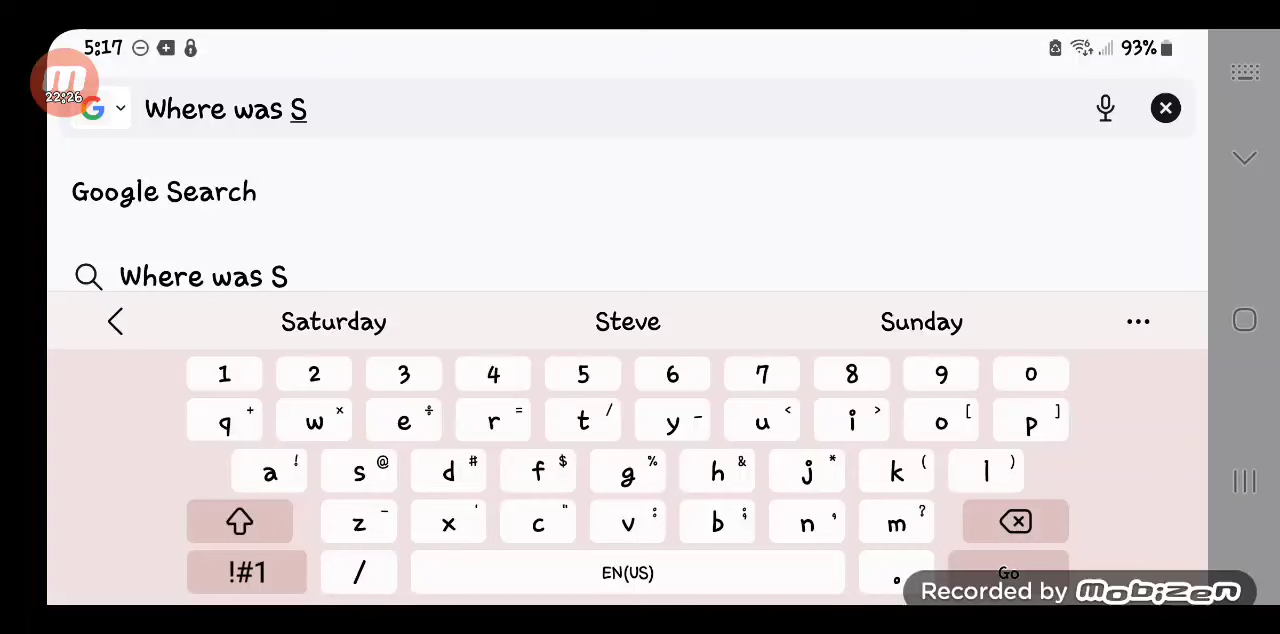 5:17 93%
22:26
G Where was S
Google Search
Where was S
Saturday Steve Sunday ...
1 2 3 4 5 6 7 8 9 0
q + w × e ÷ r = t / y - u < i > o [ p ]
a ! s @ d # f $ g % h & j * k ( l )
z - x ' c " v : b ; n , m ?
!#1 / EN(US) . Go
Recorded by mobizen